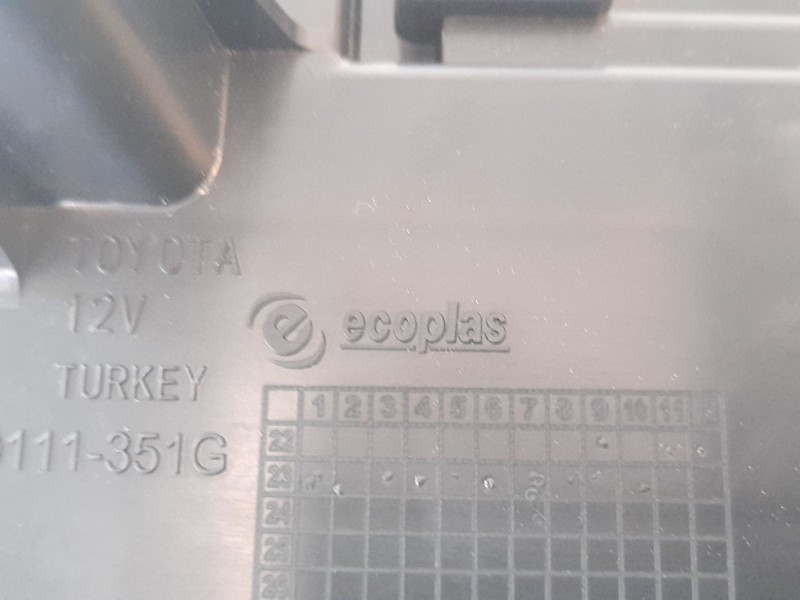 TOYOTA
12V
TURKEY
111-351G
e ecoplas
1 2 3 4 5 6 7 8 9 10 11
22
23
24